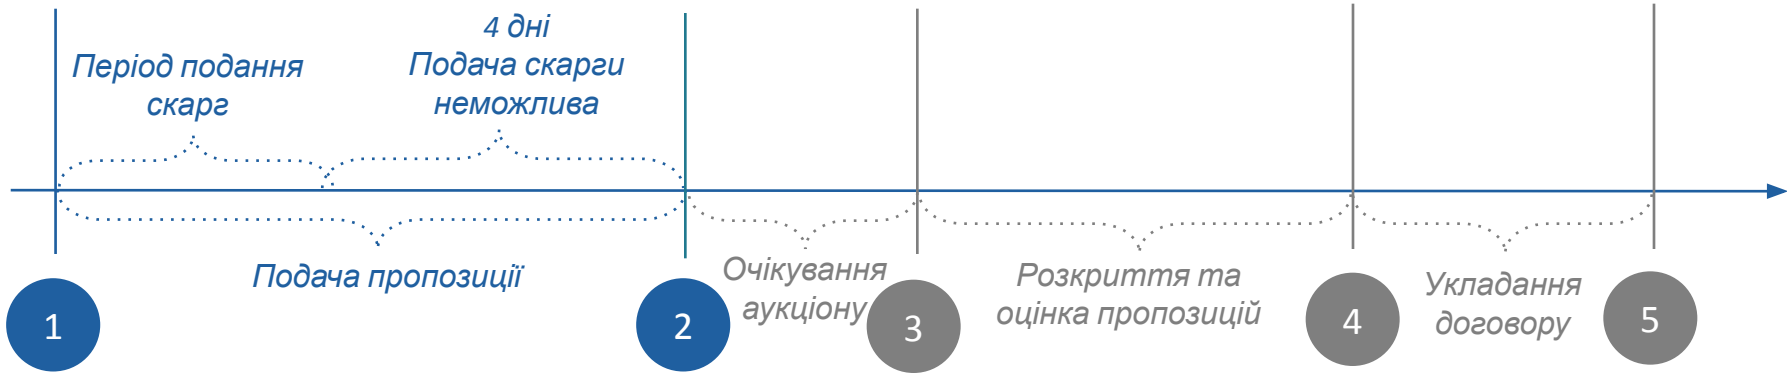 Період подання
скарг
4 дні
Подача скарги
неможлива
Подача пропозиції
Очікування
аукціону
Розкриття та
оцінка пропозицій
Укладання
договору
1
2
3
4
5